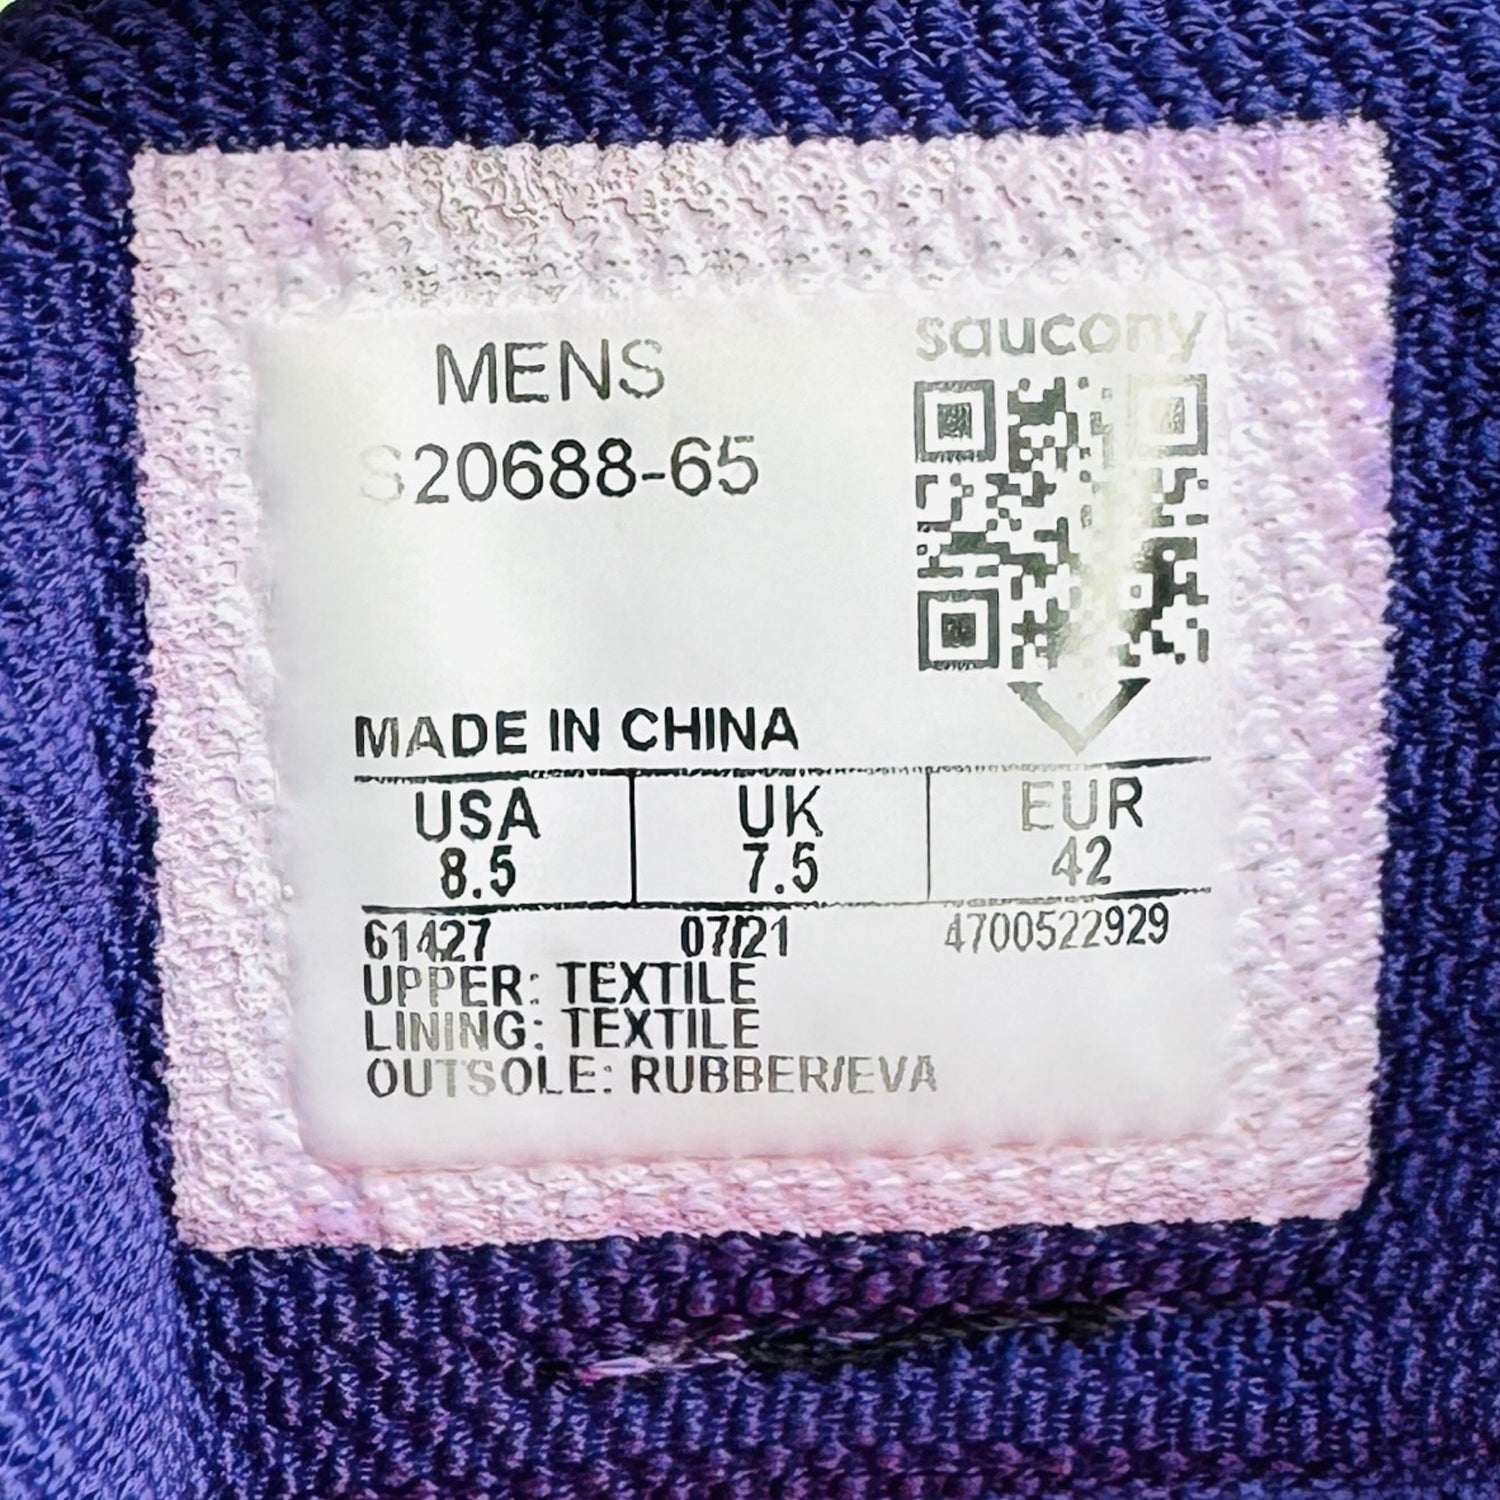 saucony
MENS
S20688-65
MADE IN CHINA
USA UK EUR
8.5 7.5 42
61427 07/21 4700522929
UPPER: TEXTILE
LINING: TEXTILE
OUTSOLE: RUBBER/EVA